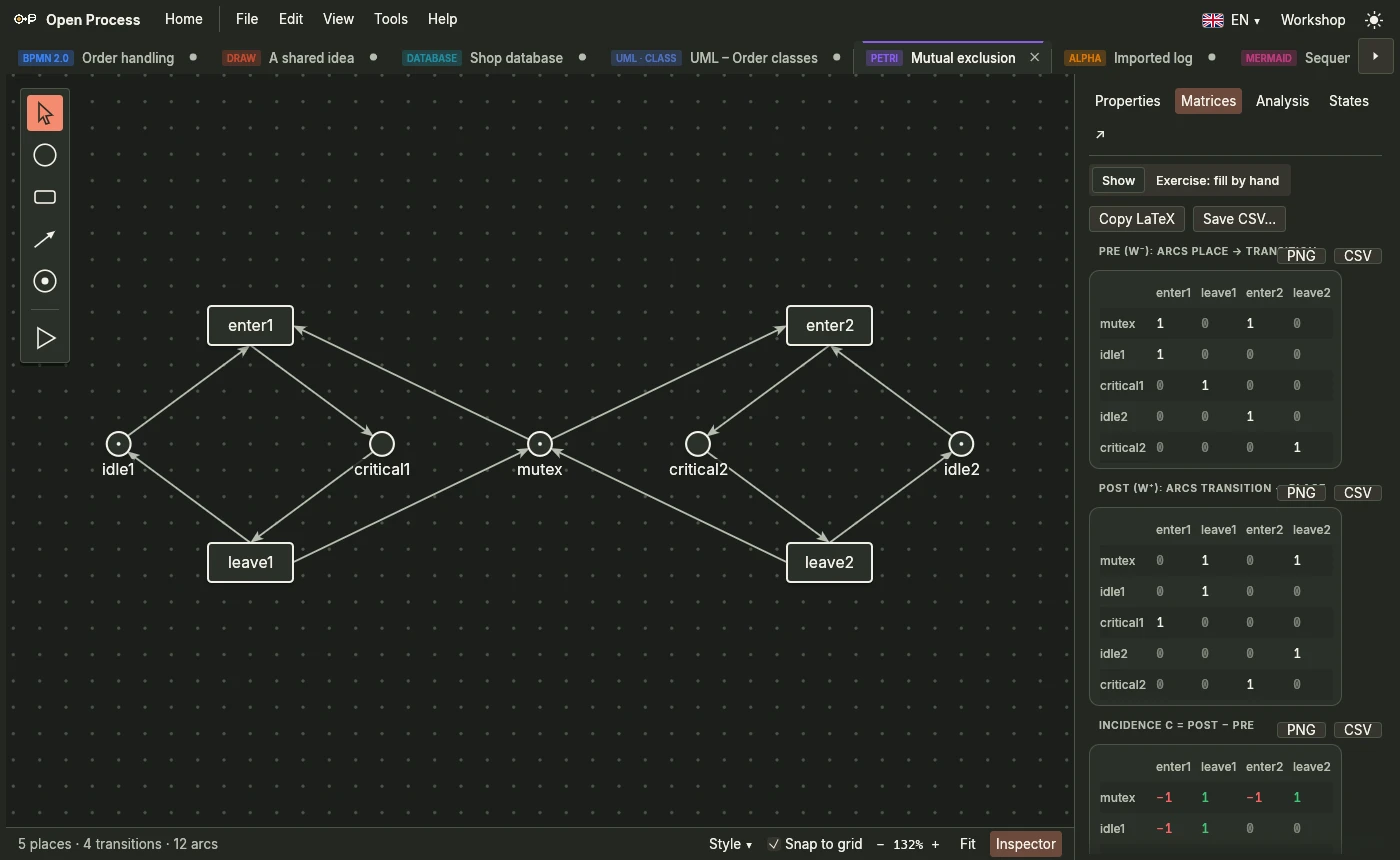 Open Process Home File Edit View Tools Help EN Workshop
BPMN 2.0 Order handling DRAW A shared idea DATABASE Shop database UML · CLASS UML – Order classes PETRI Mutual exclusion ALPHA Imported log MERMAID Sequer
Properties Matrices Analysis States
Show Exercise: fill by hand
Copy LaTeX Save CSV...
PRE (W⁻): ARCS PLACE → TRANSITION PNG CSV
enter1 leave1 enter2 leave2
mutex 1 0 1 0
idle1 1 0 0 0
critical1 0 1 0 0
idle2 0 0 1 0
critical2 0 0 0 1
POST (W⁺): ARCS TRANSITION PNG CSV
enter1 leave1 enter2 leave2
mutex 0 1 0 1
idle1 0 1 0 0
critical1 1 0 0 0
idle2 0 0 0 1
critical2 0 0 1 0
INCIDENCE C = POST − PRE PNG CSV
enter1 leave1 enter2 leave2
mutex −1 1 −1 1
idle1 −1 1 0 0
enter1 enter2
idle1 critical1 mutex critical2 idle2
leave1 leave2
5 places · 4 transitions · 12 arcs Style Snap to grid − 132% + Fit Inspector